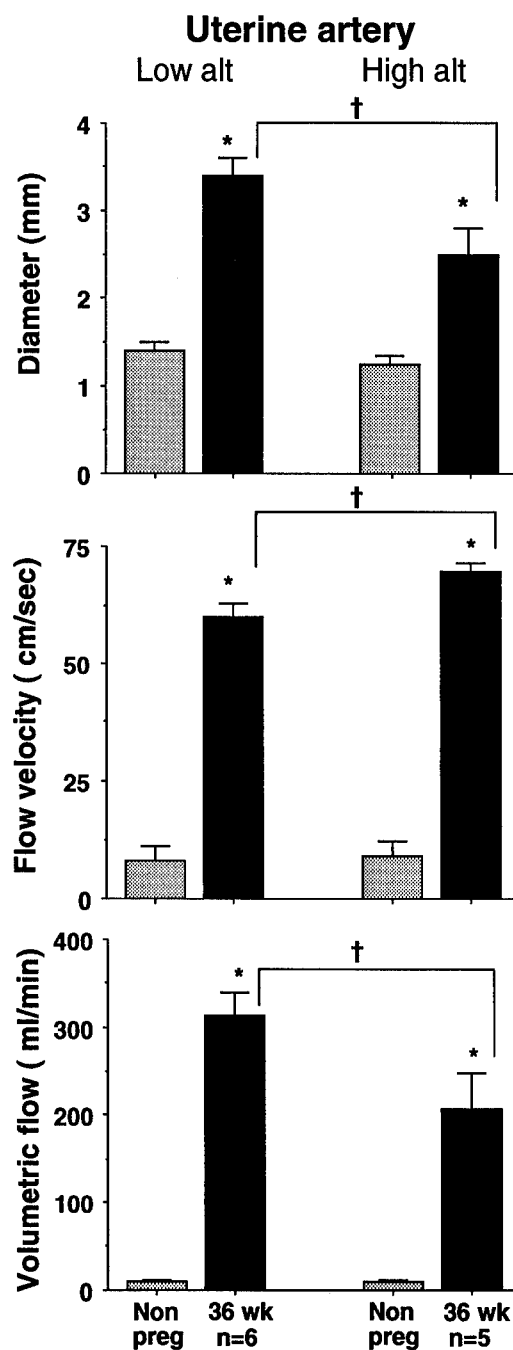 Uterine artery
Low alt High alt
†
4
3
2
1
0
* *
Diameter (mm)
†
75
50
25
0
* *
Flow velocity ( cm/sec)
†
400
300
200
100
0
* *
Volumetric flow ( ml/min)
Non 36 wk Non 36 wk
preg n=6 preg n=5